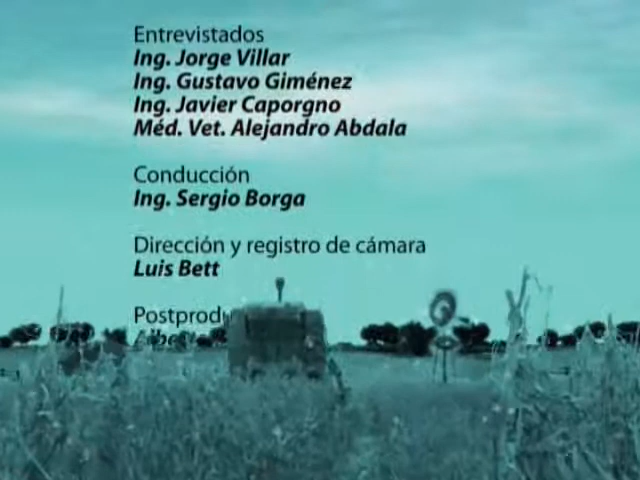 Entrevistados
Ing. Jorge Villar
Ing. Gustavo Giménez
Ing. Javier Caporgno
Méd. Vet. Alejandro Abdala
Conducción
Ing. Sergio Borga
Dirección y registro de cámara
Luis Bett